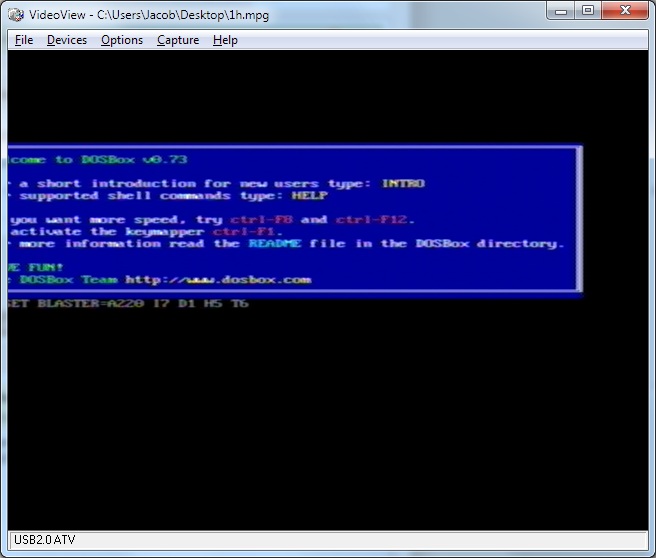 VideoView - C:\Users\Jacob\Desktop\1h.mpg
File Devices Options Capture Help
come to DOSBox v0.73
a short introduction for new users type: INTRO
supported shell commands type: HELP
you want more speed, try ctrl-F8 and ctrl-F12.
activate the keymapper ctrl-F1.
more information read the README file in the DOSBox directory.
VE FUN!
DOSBox Team http://www.dosbox.com
SET BLASTER=A220 I7 D1 H5 T6
USB2.0 ATV